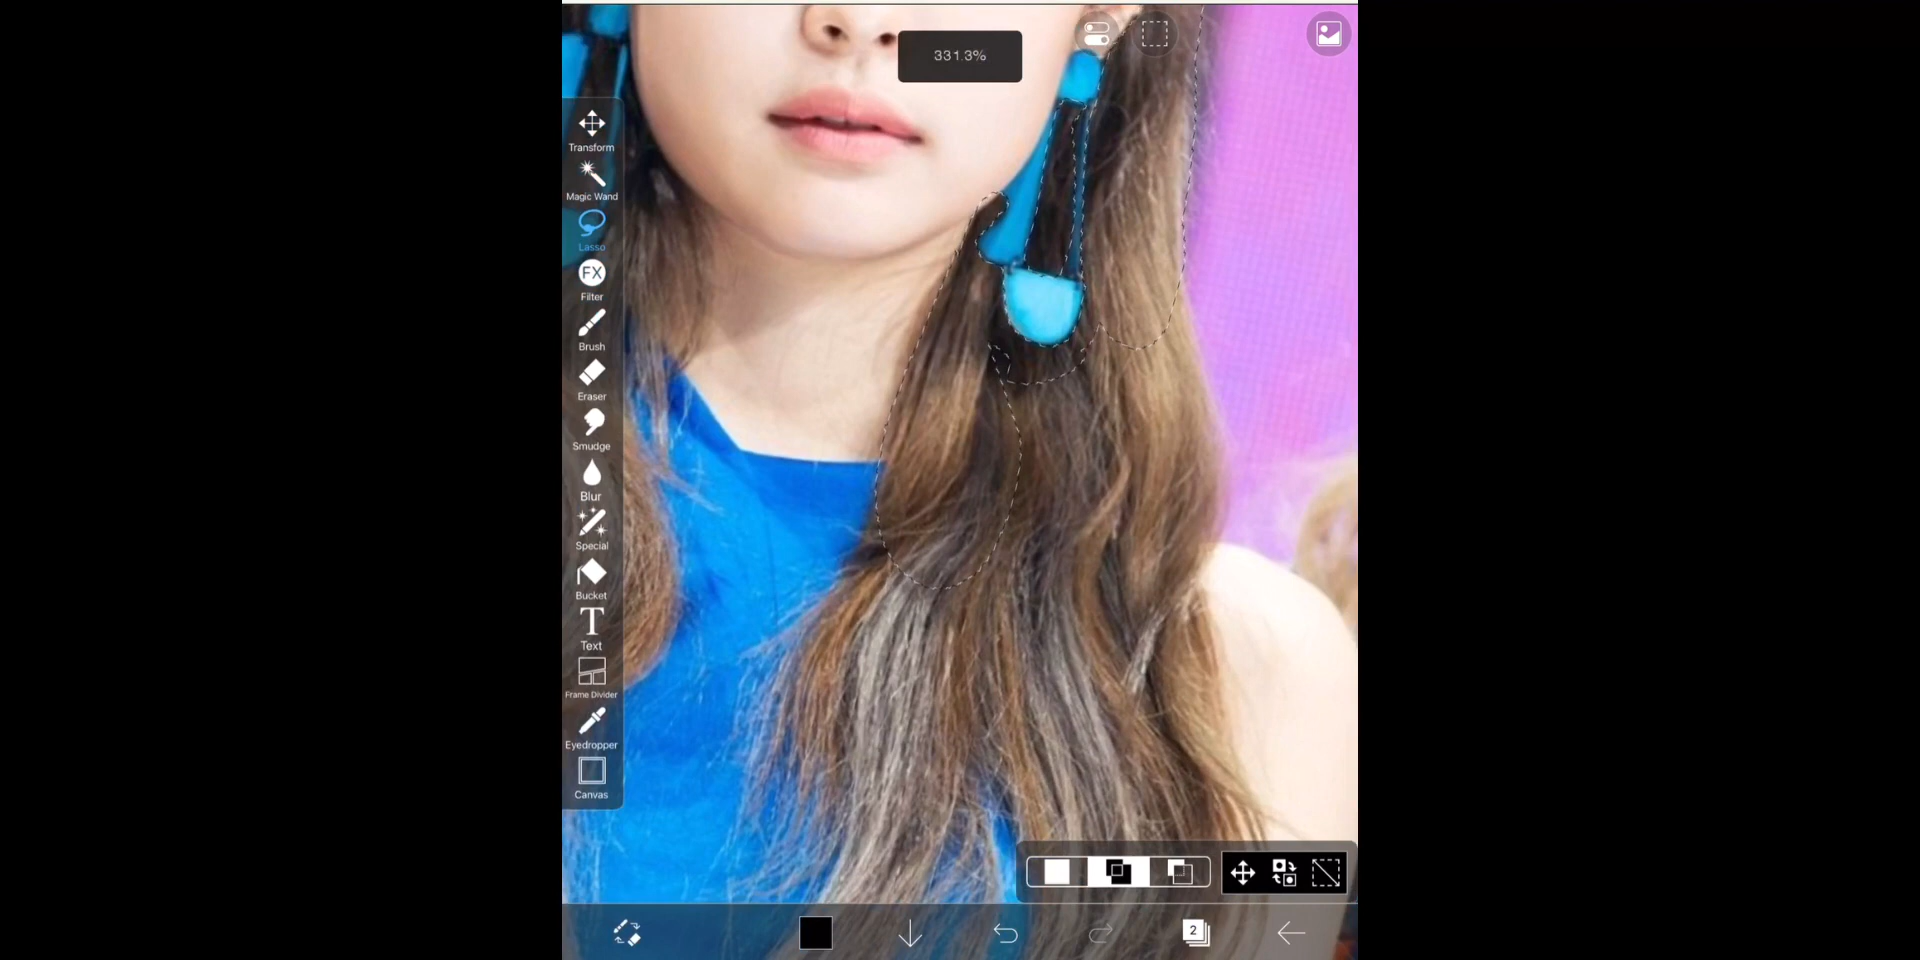 331.3%
Transform
Magic Wand
Lasso
FX
Filter
Brush
Eraser
Smudge
Blur
Special
Bucket
T
Text
Frame Divider
Eyedropper
Canvas
2